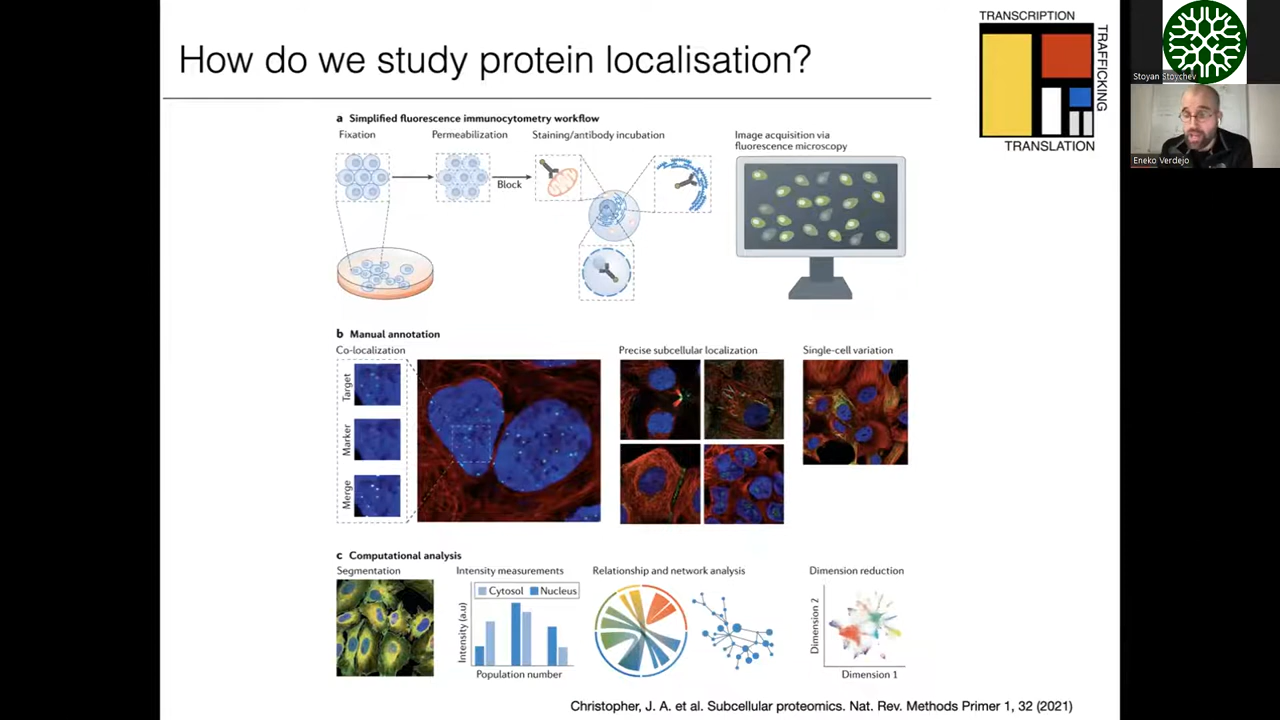 How do we study protein localisation?
TRANSCRIPTION
TRAFFICKING
TRANSLATION
Stoyan Stoychev
Eneko Verdejo
a Simplified fluorescence immunocytometry workflow
Fixation
Permeabilization
Staining/antibody incubation
Image acquisition via
fluorescence microscopy
Block
b Manual annotation
Co-localization
Precise subcellular localization
Single-cell variation
Target
Marker
Merge
c Computational analysis
Segmentation
Intensity measurements
Relationship and network analysis
Dimension reduction
Cytosol
Nucleus
Intensity (a.u)
Population number
Dimension 2
Dimension 1
Christopher, J. A. et al. Subcellular proteomics. Nat. Rev. Methods Primer 1, 32 (2021)